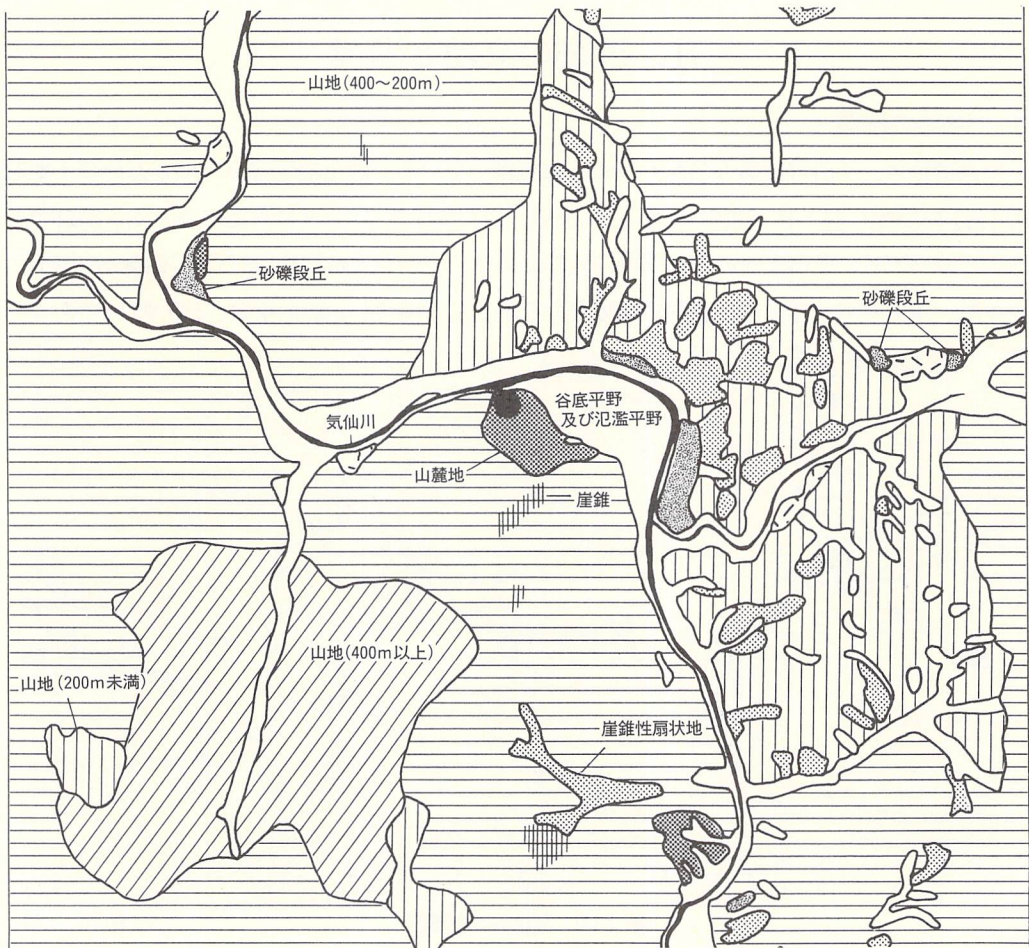 山地(400〜200m)
砂礫段丘
砂礫段丘
谷底平野
及び氾濫平野
気仙川
山麓地
崖錐
山地(400m以上)
山地(200m未満)
崖錐性扇状地